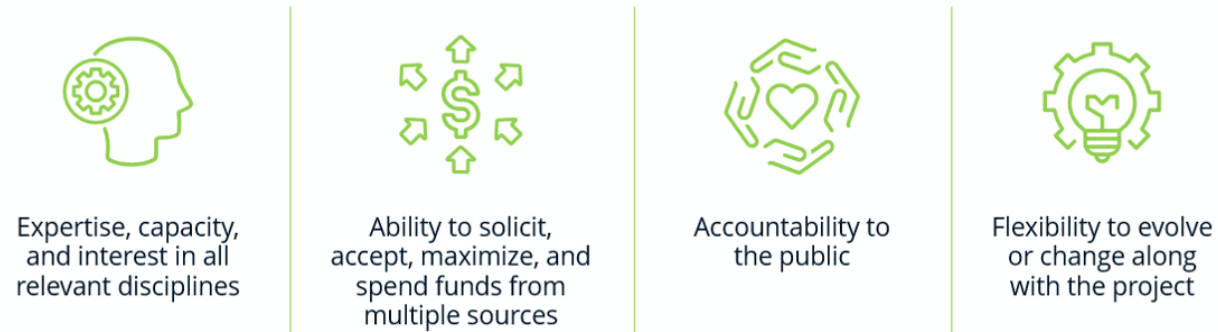 Expertise, capacity,
and interest in all
relevant disciplines
Ability to solicit,
accept, maximize, and
spend funds from
multiple sources
Accountability to
the public
Flexibility to evolve
or change along
with the project